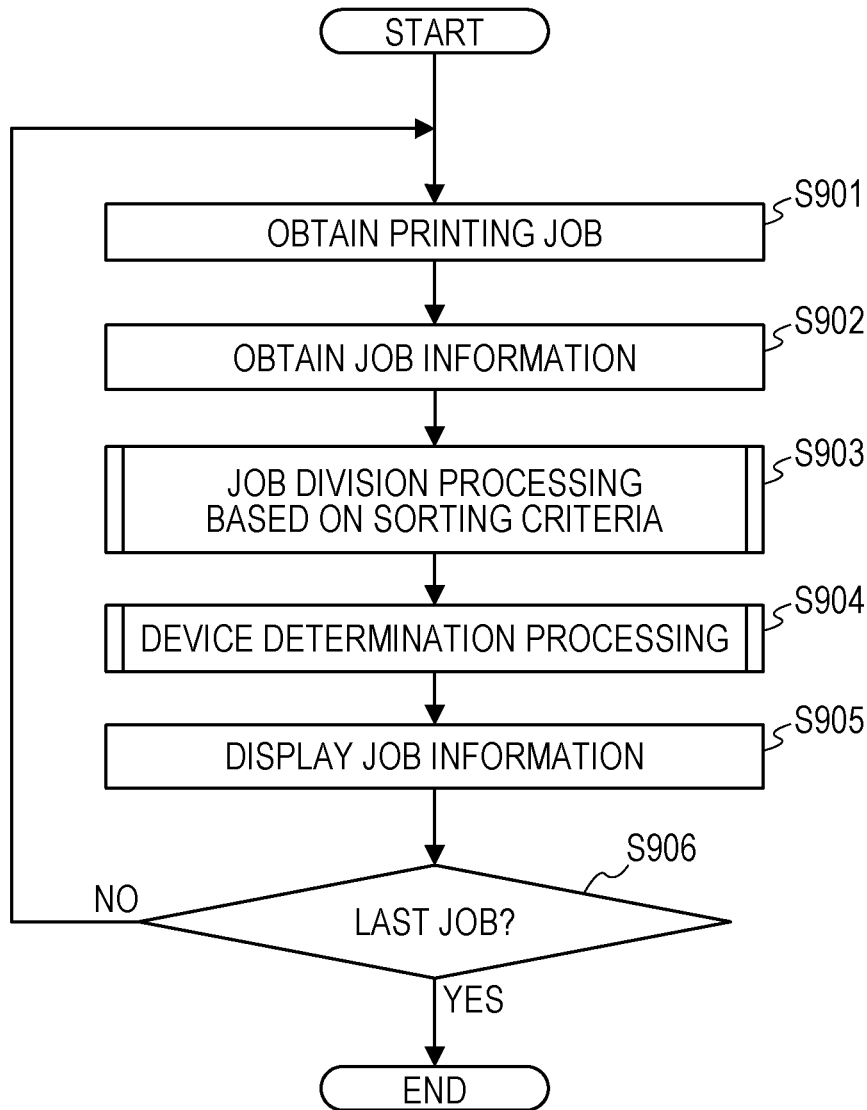 START
S901
OBTAIN PRINTING JOB
S902
OBTAIN JOB INFORMATION
S903
JOB DIVISION PROCESSING
BASED ON SORTING CRITERIA
S904
DEVICE DETERMINATION PROCESSING
S905
DISPLAY JOB INFORMATION
S906
NO
LAST JOB?
YES
END